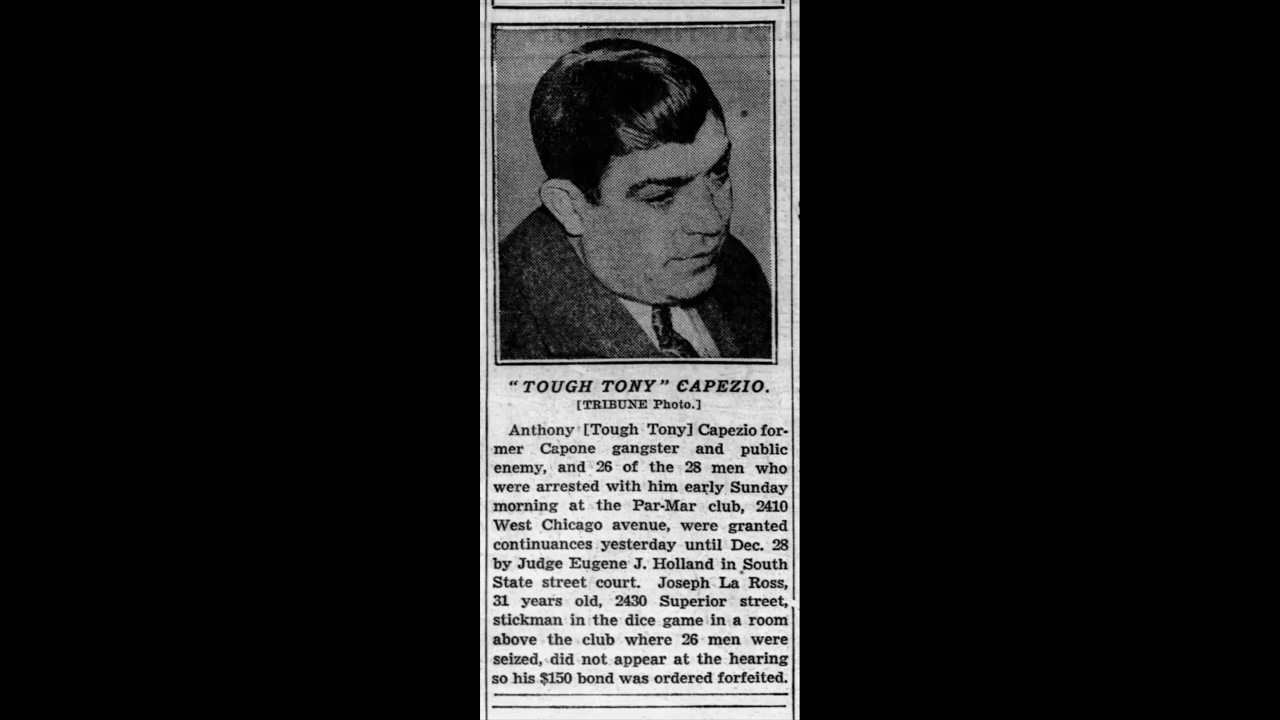 “TOUGH TONY” CAPEZIO.
[TRIBUNE Photo.]
Anthony [Tough Tony] Capezio for-
mer Capone gangster and public
enemy, and 26 of the 28 men who
were arrested with him early Sunday
morning at the Par-Mar club, 2410
West Chicago avenue, were granted
continuances yesterday until Dec. 28
by Judge Eugene J. Holland in South
State street court. Joseph La Ross,
31 years old, 2430 Superior street,
stickman in the dice game in a room
above the club where 26 men were
seized, did not appear at the hearing
so his $150 bond was ordered forfeited.